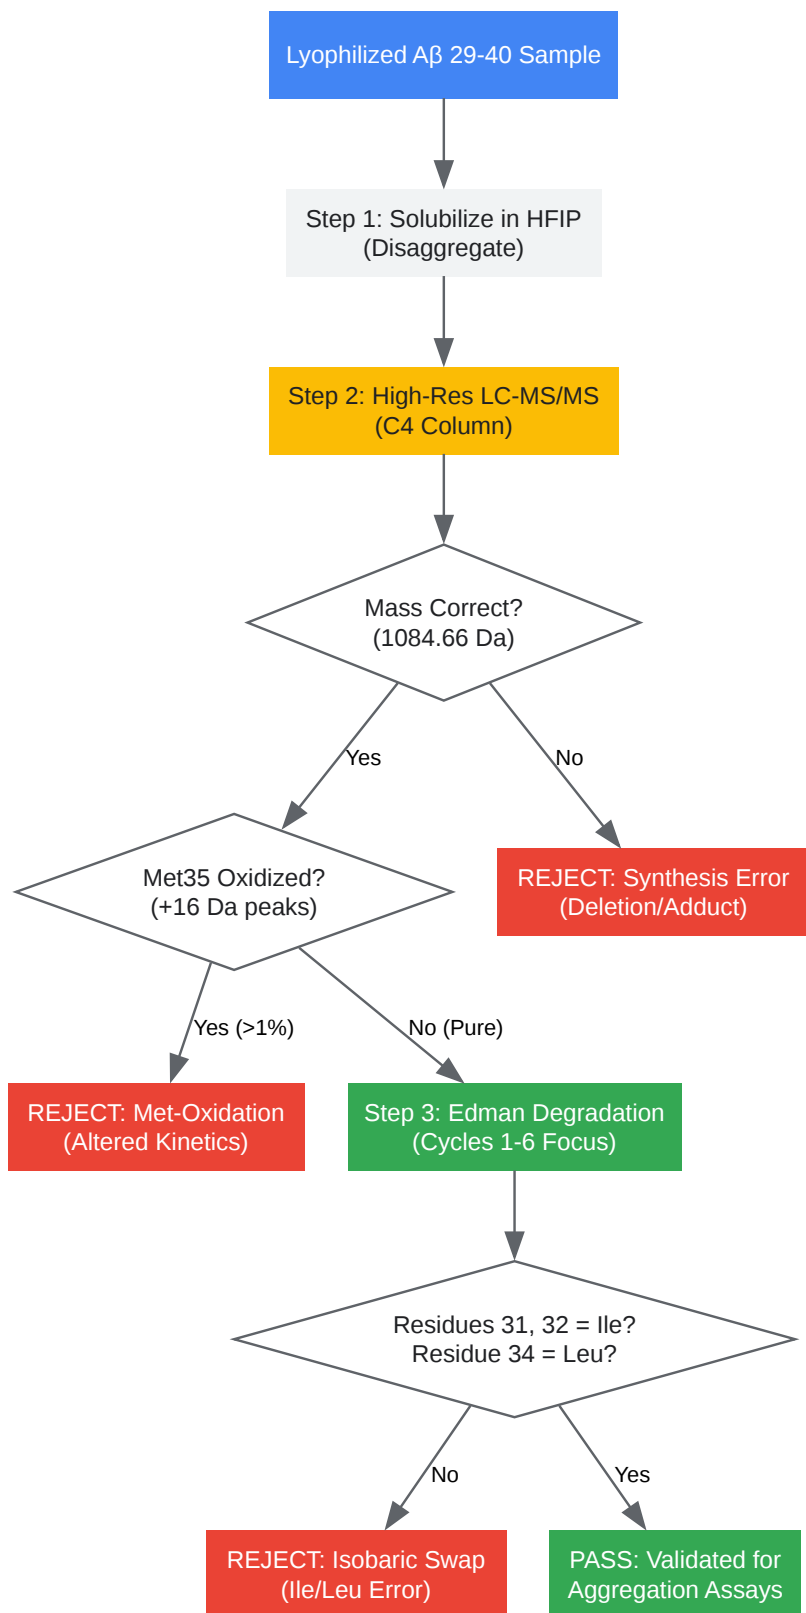 Lyophilized Aβ 29-40 Sample
Step 1: Solubilize in HFIP
(Disaggregate)
Step 2: High-Res LC-MS/MS
(C4 Column)
Mass Correct?
(1084.66 Da)
Yes
No
Met35 Oxidized?
(+16 Da peaks)
REJECT: Synthesis Error
(Deletion/Adduct)
Yes (>1%)
No (Pure)
REJECT: Met-Oxidation
(Altered Kinetics)
Step 3: Edman Degradation
(Cycles 1-6 Focus)
Residues 31, 32 = Ile?
Residue 34 = Leu?
No
Yes
REJECT: Isobaric Swap
(Ile/Leu Error)
PASS: Validated for
Aggregation Assays